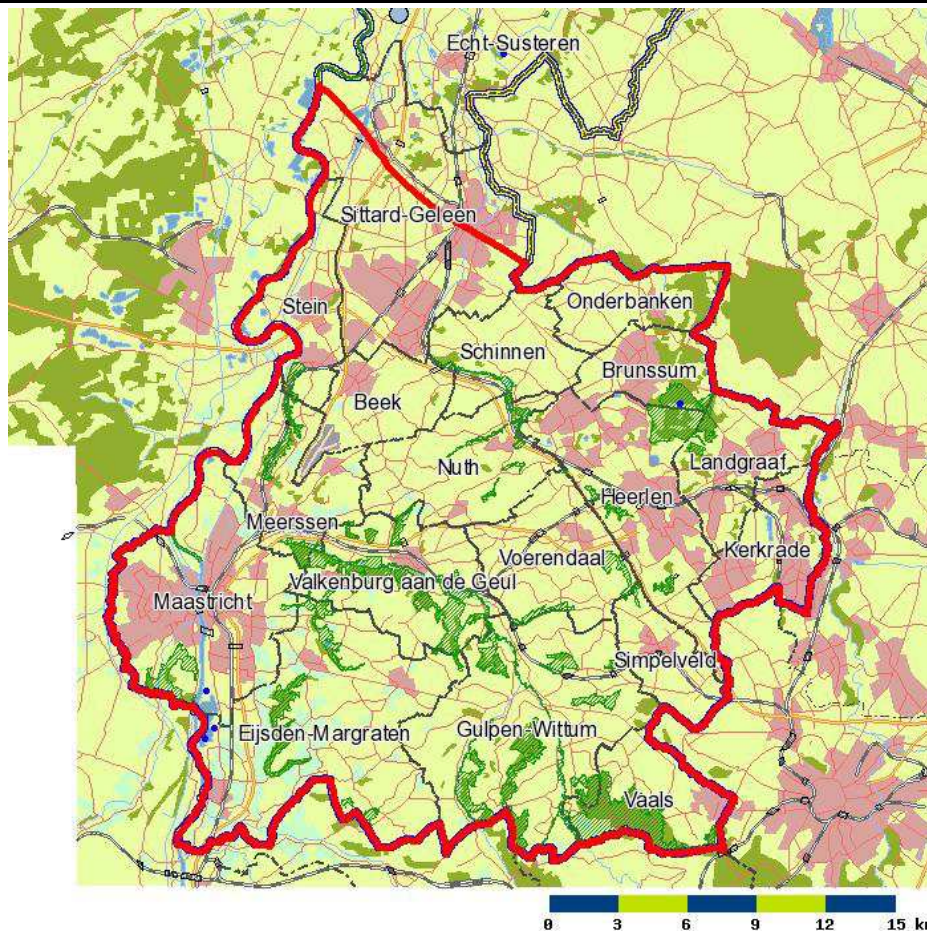 Echt-Susteren
Sittard-Geleen
Stein
Onderbanken
Schinnen
Brunssum
Beek
Nuth
Landgraaf
Heerlen
Meerssen
Voerendaal
Kerkrade
Valkenburg aan de Geul
Maastricht
Simpelveld
Eijsden-Margraten
Gulpen-Wittum
Vaals
0 3 6 9 12 15 km